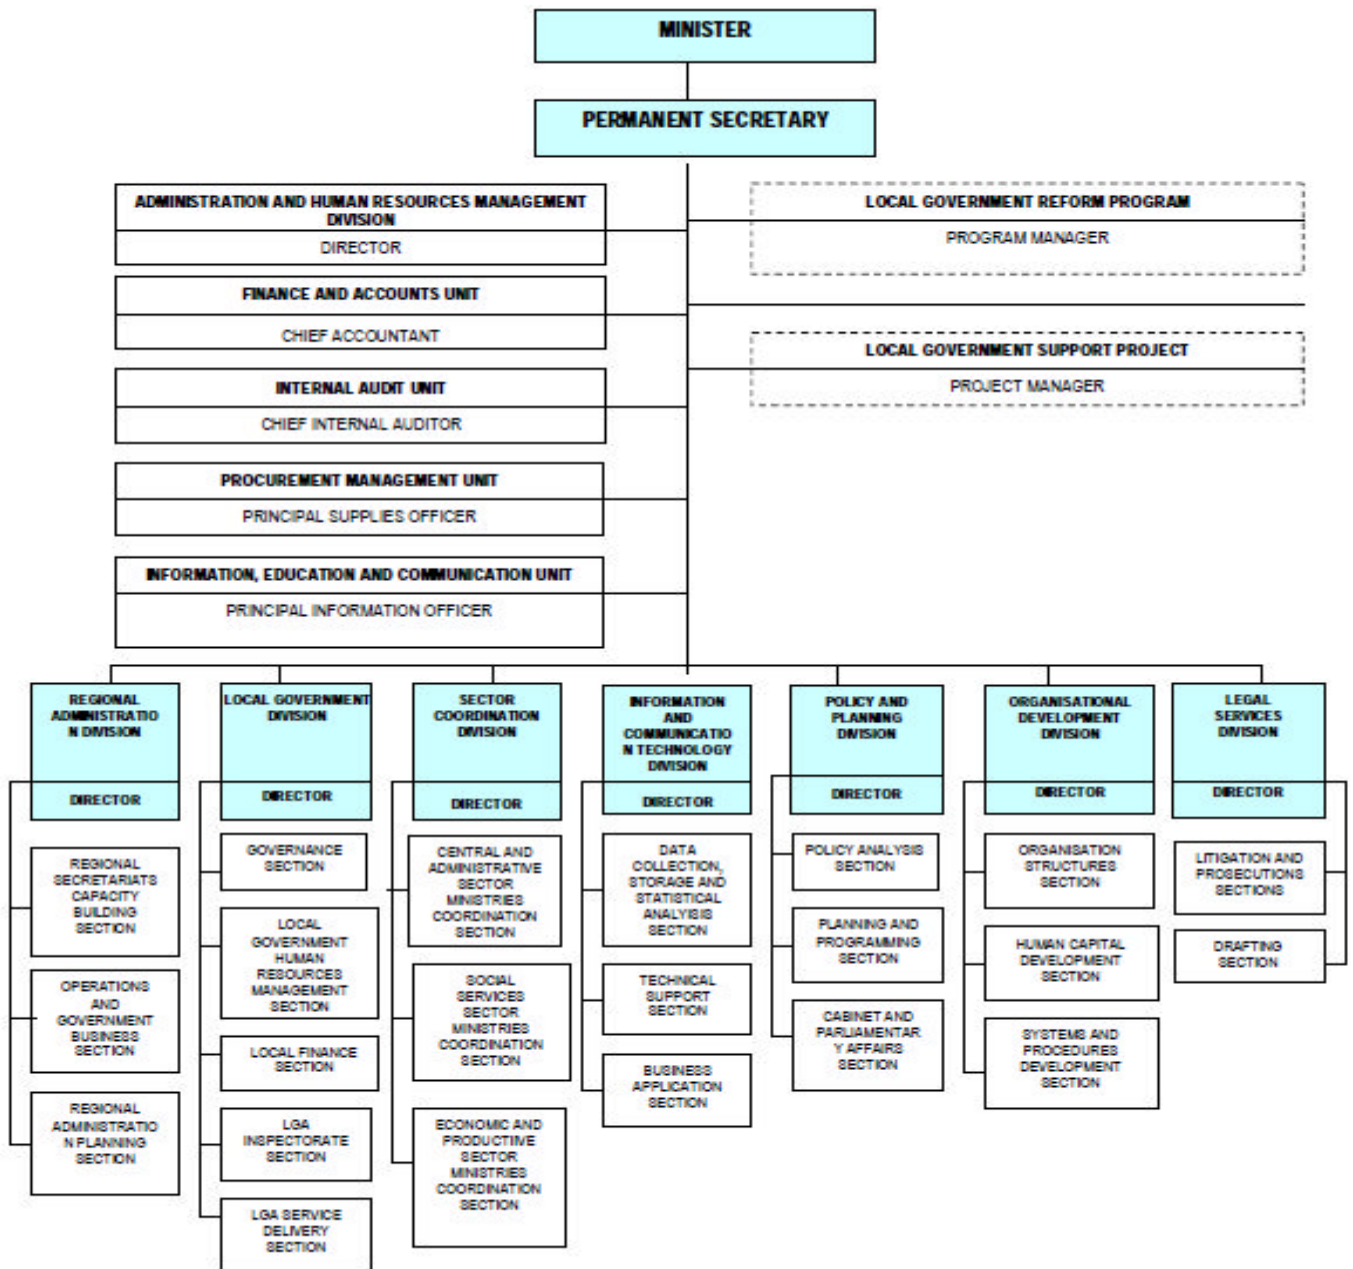 MINISTER
PERMANENT SECRETARY
ADMINISTRATION AND HUMAN RESOURCES MANAGEMENT
DIVISION
DIRECTOR
FINANCE AND ACCOUNTS UNIT
CHIEF ACCOUNTANT
INTERNAL AUDIT UNIT
CHIEF INTERNAL AUDITOR
PROCUREMENT MANAGEMENT UNIT
PRINCIPAL SUPPLIES OFFICER
INFORMATION, EDUCATION AND COMMUNICATION UNIT
PRINCIPAL INFORMATION OFFICER
LOCAL GOVERNMENT REFORM PROGRAM
PROGRAM MANAGER
LOCAL GOVERNMENT SUPPORT PROJECT
PROJECT MANAGER
REGIONAL
ADMINISTRATIO
N DIVISION
DIRECTOR
REGIONAL
SECRETARIATS
CAPACITY
BUILDING
SECTION
OPERATIONS
AND
GOVERNMENT
BUSINESS
SECTION
REGIONAL
ADMINISTRATIO
N PLANNING
SECTION
LOCAL GOVERNMENT
DIVISION
DIRECTOR
GOVERNANCE
SECTION
LOCAL
GOVERNMENT
HUMAN
RESOURCES
MANAGEMENT
SECTION
LOCAL FINANCE
SECTION
LGA
INSPECTORATE
SECTION
LGA SERVICE
DELIVERY
SECTION
SECTOR
COORDINATION
DIVISION
DIRECTOR
CENTRAL AND
ADMINISTRATIVE
SECTOR
MINISTRIES
COORDINATION
SECTION
SOCIAL
SERVICES
SECTOR
MINISTRIES
COORDINATION
SECTION
ECONOMIC AND
PRODUCTIVE
SECTOR
MINISTRIES
COORDINATION
SECTION
INFORMATION
AND
COMMUNICATIO
N TECHNOLOGY
DIVISION
DIRECTOR
DATA
COLLECTION,
STORAGE AND
STATISTICAL
ANALYISIS
SECTION
TECHNICAL
SUPPORT
SECTION
BUSINESS
APPLICATION
SECTION
POLICY AND
PLANNING
DIVISION
DIRECTOR
POLICY ANALYSIS
SECTION
PLANNING AND
PROGRAMMING
SECTION
CABINET AND
PARLIAMENTAR
Y AFFAIRS
SECTION
ORGANISATIONAL
DEVELOPMENT
DIVISION
DIRECTOR
ORGANISATION
STRUCTURES
SECTION
HUMAN CAPITAL
DEVELOPMENT
SECTION
SYSTEMS AND
PROCEDURES
DEVELOPMENT
SECTION
LEGAL
SERVICES
DIVISION
DIRECTOR
LITIGATION AND
PROSECUTIONS
SECTIONS
DRAFTING
SECTION